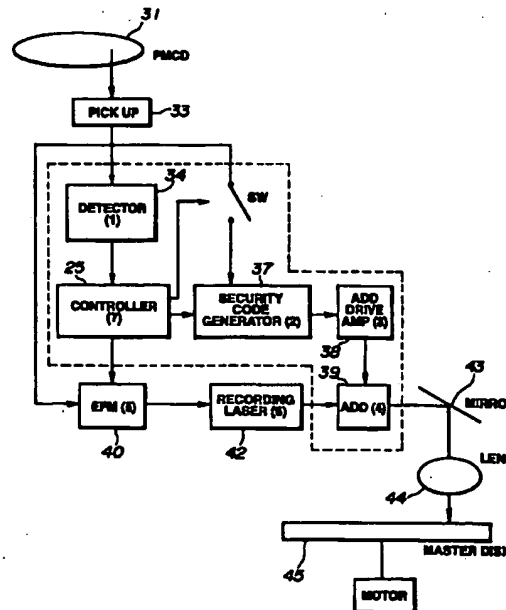 31
PMCD
PICK UP
33
34
DETECTOR
(1)
SW
25
CONTROLLER
(7)
37
SECURITY
CODE
GENERATOR (2)
ADD
DRIVE
AMP (3)
38
39
EFM (5)
40
RECORDING
LASER (6)
42
ADD (4)
43
MIRRO
LEN
44
MASTER DIS
45
MOTOR